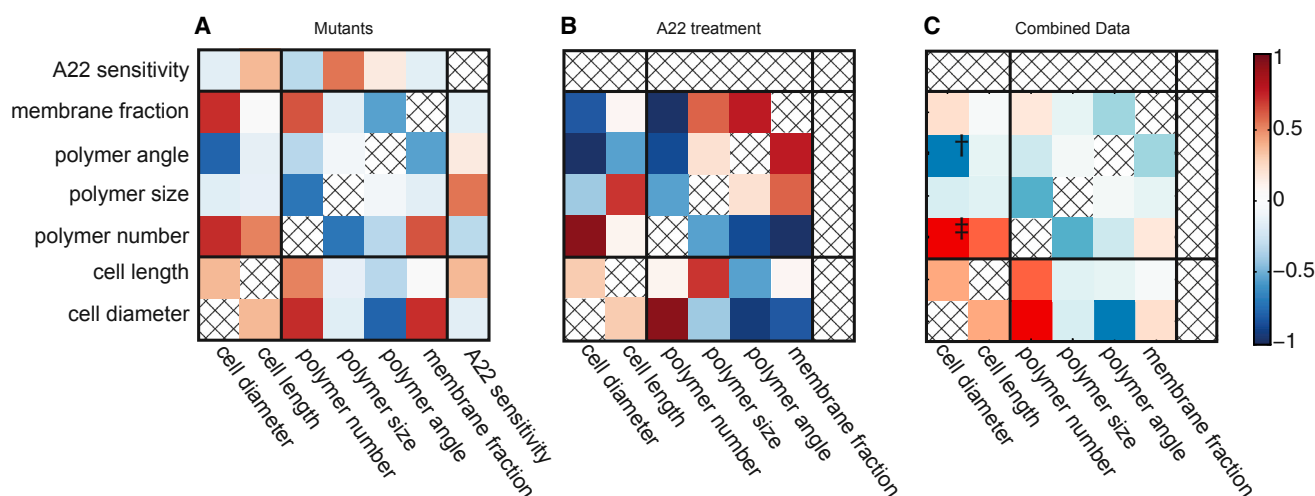 A Mutants
B A22 treatment
C Combined Data
A22 sensitivity
membrane fraction
polymer angle
polymer size
polymer number
cell length
cell diameter
†
‡
1
0.5
0
−0.5
−1
cell diameter
cell length
polymer number
polymer size
polymer angle
membrane fraction
A22 sensitivity
cell diameter
cell length
polymer number
polymer size
polymer angle
membrane fraction
cell diameter
cell length
polymer number
polymer size
polymer angle
membrane fraction